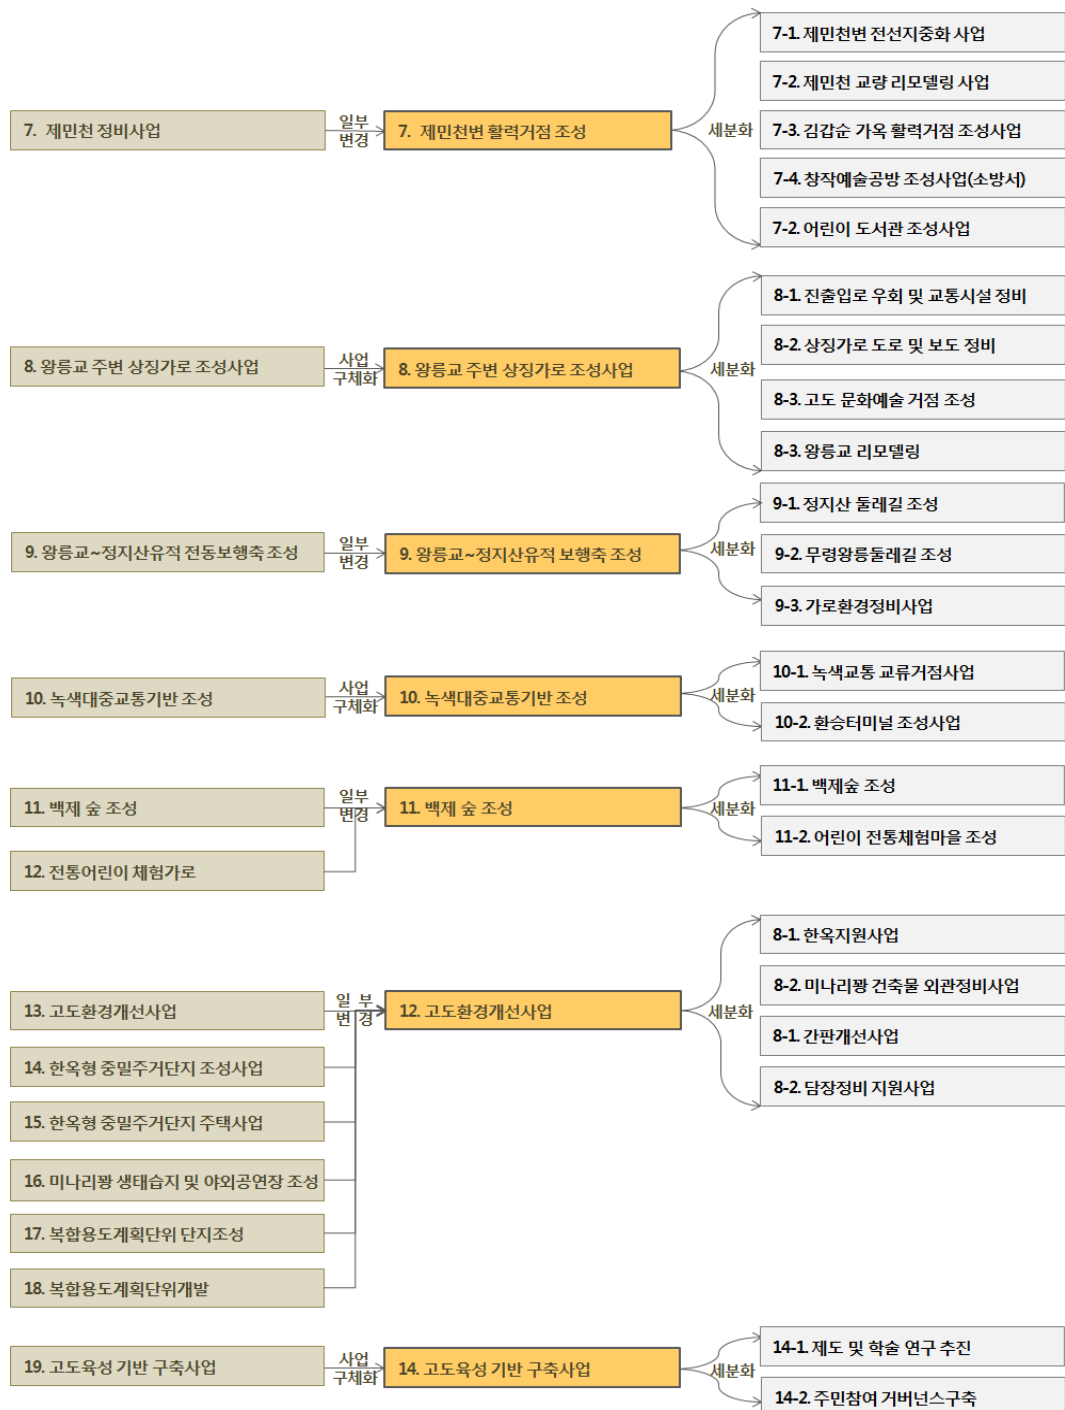 7. 제민천 정비사업
일부
변경
7. 제민천변 활력거점 조성
세분화
7-1. 제민천변 전선지중화 사업
7-2. 제민천 교량 리모델링 사업
7-3. 김갑순 가옥 활력거점 조성사업
7-4. 창작예술공방 조성사업(소방서)
7-2. 어린이 도서관 조성사업
8. 왕릉교 주변 상징가로 조성사업
사업
구체화
8. 왕릉교 주변 상징가로 조성사업
세분화
8-1. 진출입로 우회 및 교통시설 정비
8-2. 상징가로 도로 및 보도 정비
8-3. 고도 문화예술 거점 조성
8-3. 왕릉교 리모델링
9. 왕릉교~정지산유적 전동보행축 조성
일부
변경
9. 왕릉교~정지산유적 보행축 조성
세분화
9-1. 정지산 둘레길 조성
9-2. 무령왕릉둘레길 조성
9-3. 가로환경정비사업
10. 녹색대중교통기반 조성
사업
구체화
10. 녹색대중교통기반 조성
세분화
10-1. 녹색교통 교류거점사업
10-2. 환승터미널 조성사업
11. 백제 숲 조성
12. 전통어린이 체험가로
일부
변경
11. 백제 숲 조성
세분화
11-1. 백제숲 조성
11-2. 어린이 전통체험마을 조성
13. 고도환경개선사업
14. 한옥형 중밀주거단지 조성사업
15. 한옥형 중밀주거단지 주택사업
16. 미나리꽝 생태습지 및 야외공연장 조성
17. 복합용도계획단위 단지조성
18. 복합용도계획단위개발
일 부
변 경
12. 고도환경개선사업
세분화
8-1. 한옥지원사업
8-2. 미나리꽝 건축물 외관정비사업
8-1. 간판개선사업
8-2. 담장정비 지원사업
19. 고도육성 기반 구축사업
사업
구체화
14. 고도육성 기반 구축사업
세분화
14-1. 제도 및 학술 연구 추진
14-2. 주민참여 거버넌스구축